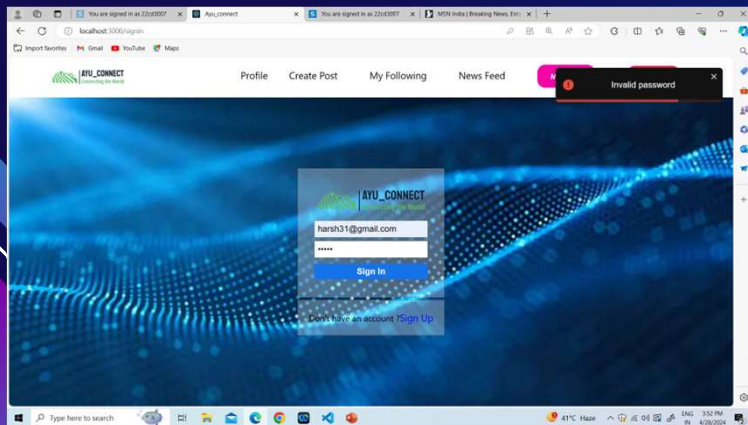 You are signed in as 22cd3007
Ayu_connect
You are signed in as 22cd3007
MSN India | Breaking News, Ente
localhost:3000/signin
Import favorites
Gmail
YouTube
Maps
AYU_CONNECT
Connecting the World
Profile
Create Post
My Following
News Feed
M
Invalid password
AYU_CONNECT
Connecting the World
harsh31@gmail.com
•••••
Sign In
Don't have an account ?Sign Up
Type here to search
41°C Haze
ENG
IN
3:52 PM
4/28/2024